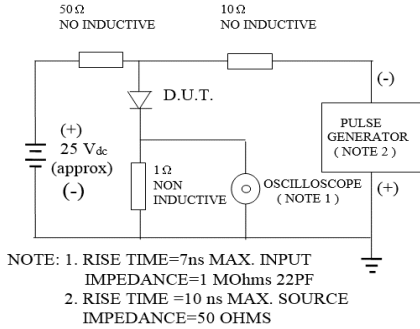 50Ω
NO INDUCTIVE
10Ω
NO INDUCTIVE
D.U.T.
(-)
PULSE
GENERATOR
( NOTE 2 )
(+)
(+)
25 Vdc
(approx)
(-)
1Ω
NON
INDUCTIVE
OSCILLOSCOPE
( NOTE 1 )
NOTE: 1. RISE TIME=7ns MAX. INPUT
IMPEDANCE=1 MOhms 22PF
2. RISE TIME =10 ns MAX. SOURCE
IMPEDANCE=50 OHMS